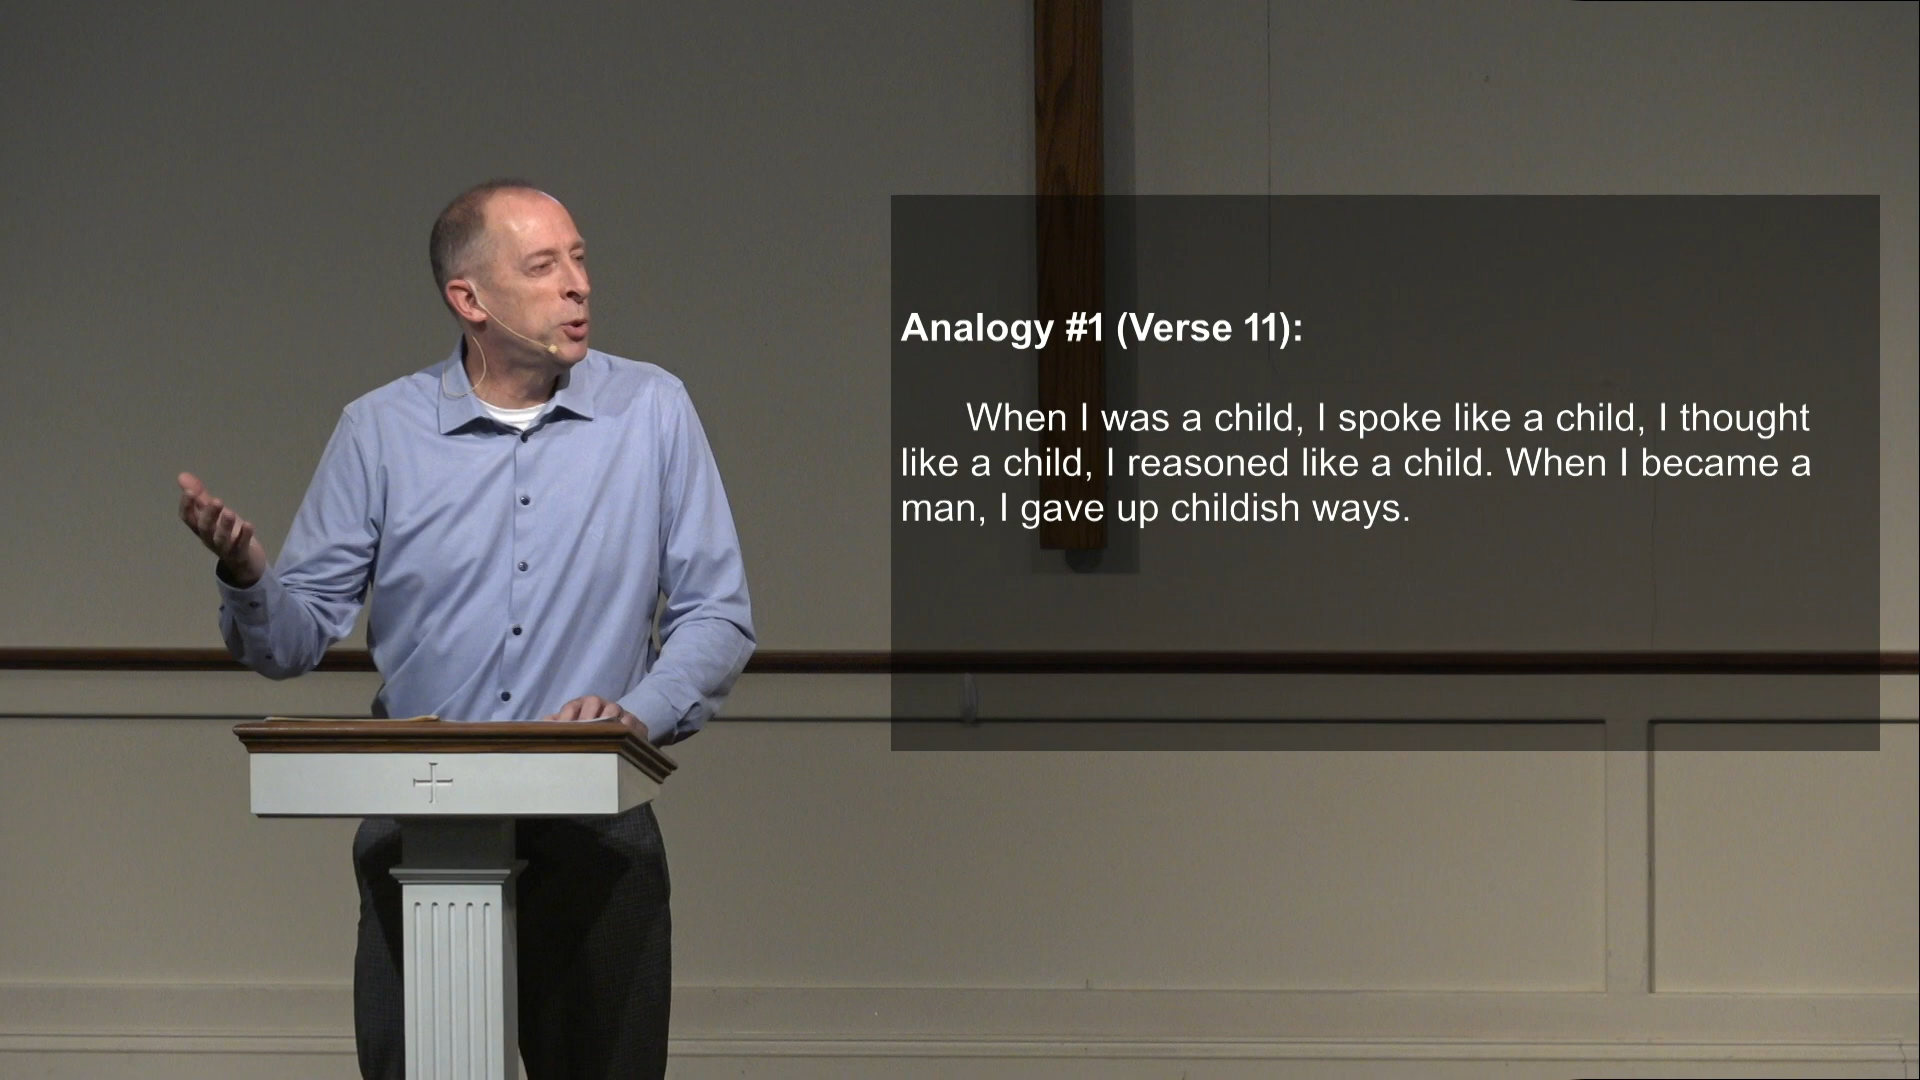 Analogy #1 (Verse 11):
When I was a child, I spoke like a child, I thought
like a child, I reasoned like a child. When I became a
man, I gave up childish ways.